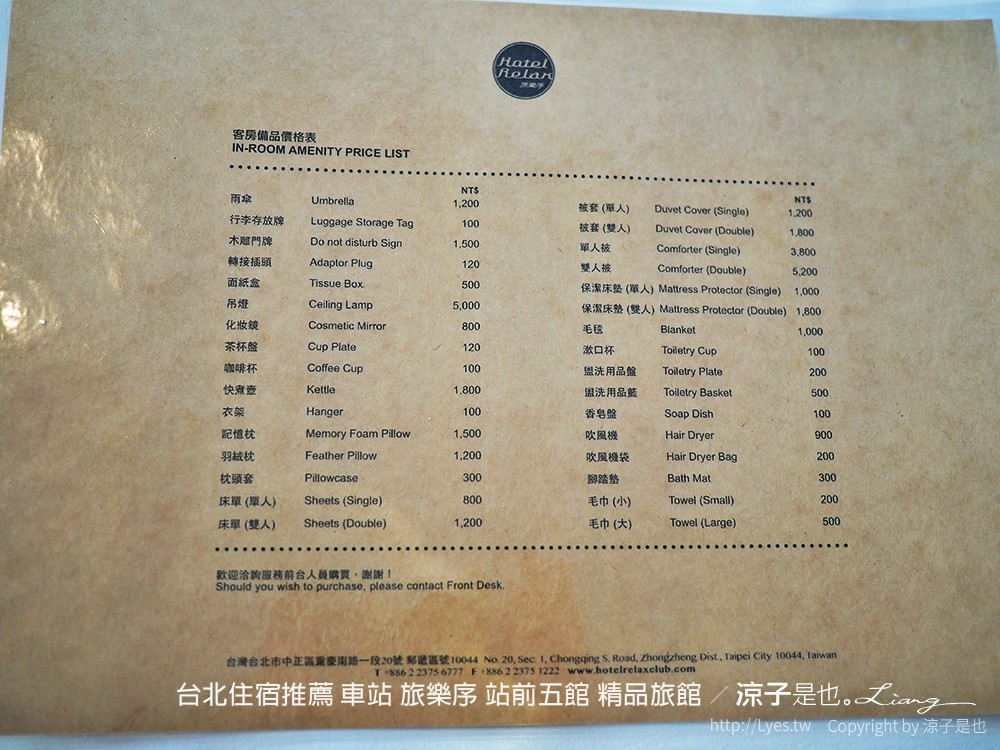 Hotel
Relax
旅樂序
客房備品價格表
IN-ROOM AMENITY PRICE LIST
NT$
雨傘 Umbrella 1,200
行李存放牌 Luggage Storage Tag 100
木雕門牌 Do not disturb Sign 1,500
轉接插頭 Adaptor Plug 120
面紙盒 Tissue Box 500
吊燈 Ceiling Lamp 5,000
化妝鏡 Cosmetic Mirror 800
茶杯盤 Cup Plate 120
咖啡杯 Coffee Cup 100
快煮壺 Kettle 1,800
衣架 Hanger 100
記憶枕 Memory Foam Pillow 1,500
羽絨枕 Feather Pillow 1,200
枕頭套 Pillowcase 300
床單 (單人) Sheets (Single) 800
床單 (雙人) Sheets (Double) 1,200
NT$
被套 (單人) Duvet Cover (Single) 1,200
被套 (雙人) Duvet Cover (Double) 1,800
單人被 Comforter (Single) 3,800
雙人被 Comforter (Double) 5,200
保潔床墊 (單人) Mattress Protector (Single) 1,000
保潔床墊 (雙人) Mattress Protector (Double) 1,800
毛毯 Blanket 1,000
漱口杯 Toiletry Cup 100
盥洗用品盤 Toiletry Plate 200
盥洗用品籃 Toiletry Basket 500
香皂盤 Soap Dish 100
吹風機 Hair Dryer 900
吹風機袋 Hair Dryer Bag 200
腳踏墊 Bath Mat 300
毛巾 (小) Towel (Small) 200
毛巾 (大) Towel (Large) 500
歡迎洽詢服務前台人員購買，謝謝！
Should you wish to purchase, please contact Front Desk.
台灣台北市中正區重慶南路一段20號 郵遞區號10044 No. 20, Sec. 1, Chongqing S. Road, Zhongzheng Dist., Taipei City 10044, Taiwan
T +886 2 2375 6777 F +886 2 2375 1222 www.hotelrelaxclub.com
台北住宿推薦 車站 旅樂序 站前五館 精品旅館 / 涼子是也。Liang
http://Lyes.tw Copyright by 涼子是也